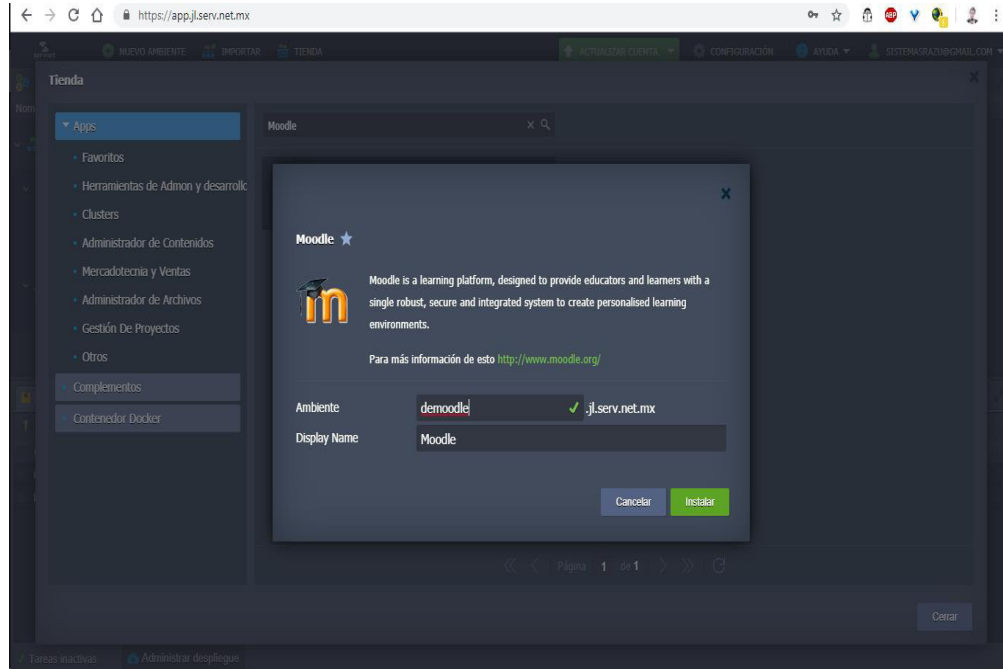 https://app.jl.serv.net.mx
NUEVO AMBIENTE IMPORTAR TIENDA ACTUALIZAR CUENTA CONFIGURACIÓN AYUDA SISTEMASRAZU@GMAIL.COM
Tienda
Nom
Apps
Moodle
Favoritos
Herramientas de Admon y desarrollo
Clusters
Administrador de Contenidos
Mercadotecnia y Ventas
Administrador de Archivos
Gestión De Proyectos
Otros
Complementos
Contenedor Docker
Moodle
m
Moodle is a learning platform, designed to provide educators and learners with a
single robust, secure and integrated system to create personalised learning
environments.
Para más información de esto http://www.moodle.org/
Ambiente demoodle .jl.serv.net.mx
Display Name Moodle
Cancelar Instalar
Página 1 de 1
Cerrar
Tareas inactivas Administrar despliegue